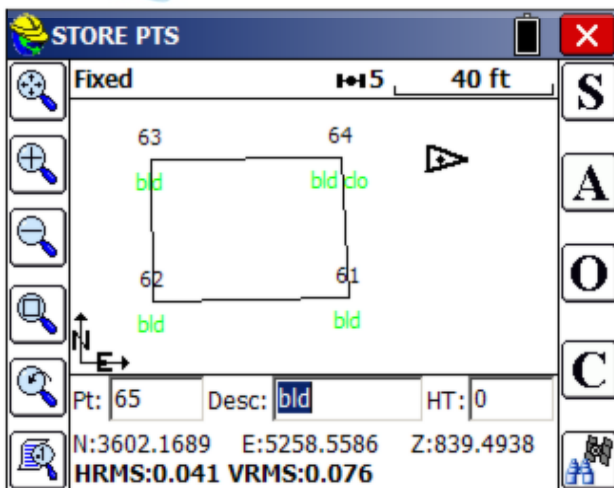 STORE PTS
Fixed 5 40 ft
S
63 64
bld bld clo
A
62 61
bld bld
O
N
E
C
Pt: 65 Desc: bld HT: 0
N:3602.1689 E:5258.5586 Z:839.4938
HRMS:0.041 VRMS:0.076